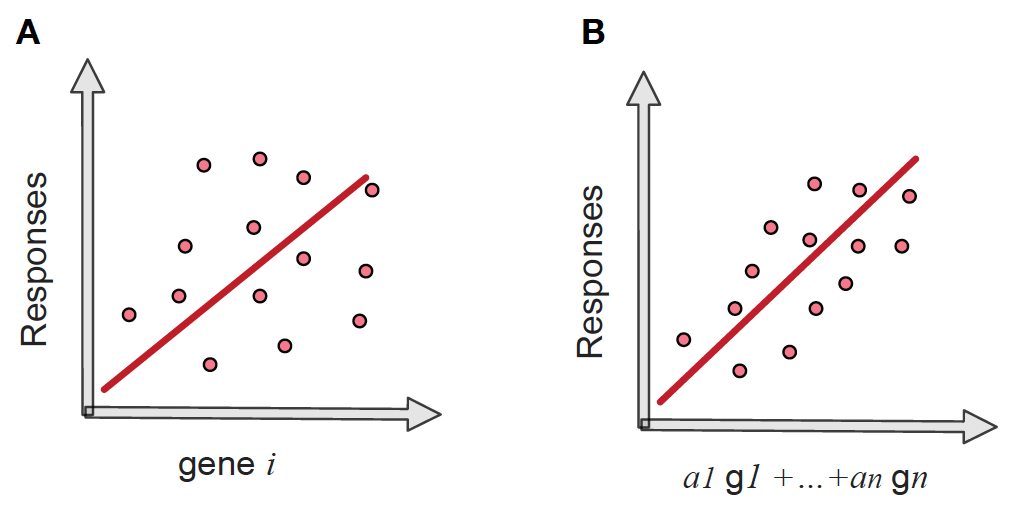 A
B
Responses
Responses
gene i
a1 g1 +...+an gn